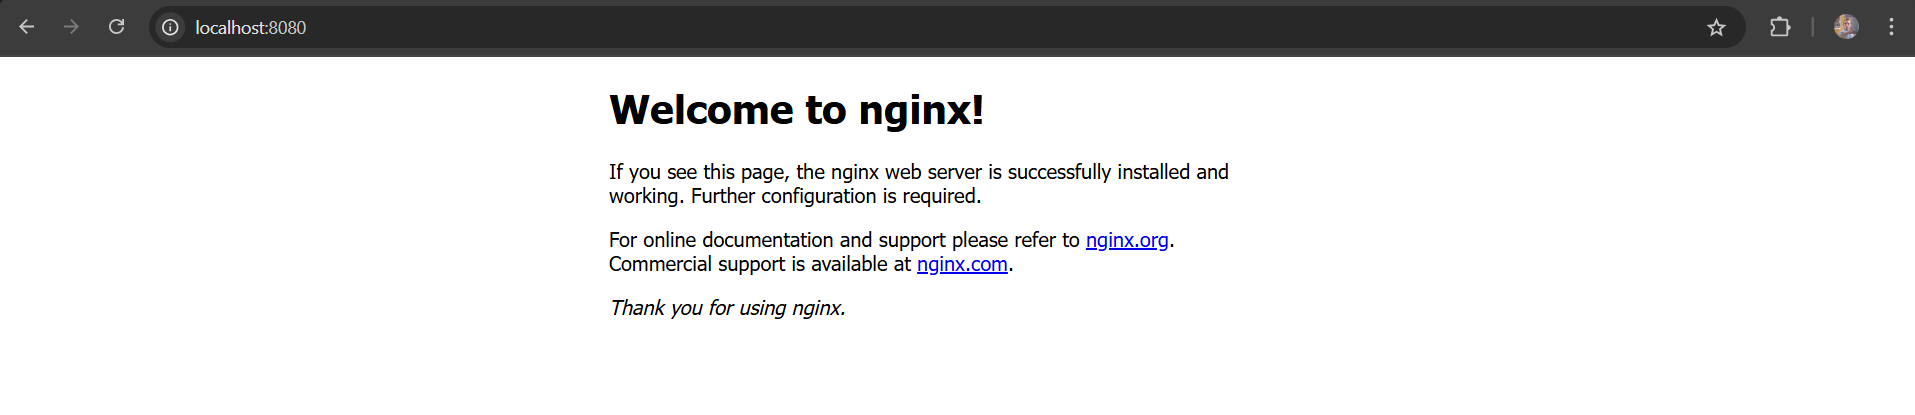 localhost:8080
Welcome to nginx!
If you see this page, the nginx web server is successfully installed and
working. Further configuration is required.
For online documentation and support please refer to nginx.org.
Commercial support is available at nginx.com.
Thank you for using nginx.